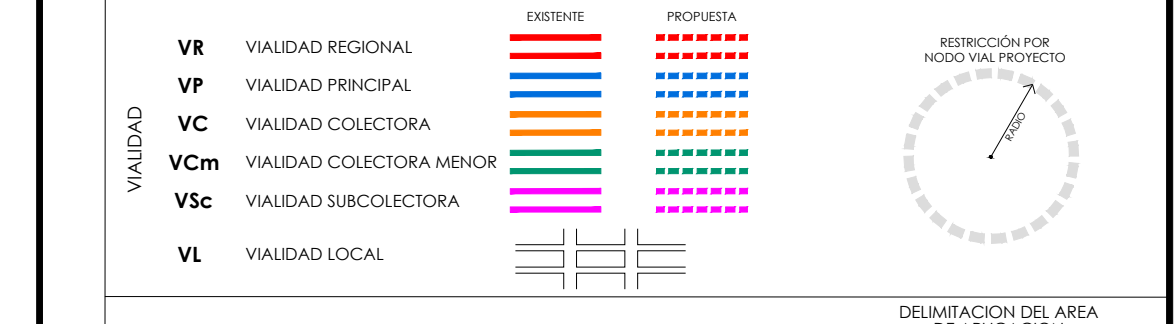 EXISTENTE PROPUESTA
VR VIALIDAD REGIONAL
VP VIALIDAD PRINCIPAL
VC VIALIDAD COLECTORA
VCm VIALIDAD COLECTORA MENOR
VSc VIALIDAD SUBCOLECTORA
VL VIALIDAD LOCAL
VIALIDAD
RESTRICCIÓN POR
NODO VIAL PROYECTO
RADIO
DELIMITACION DEL AREA